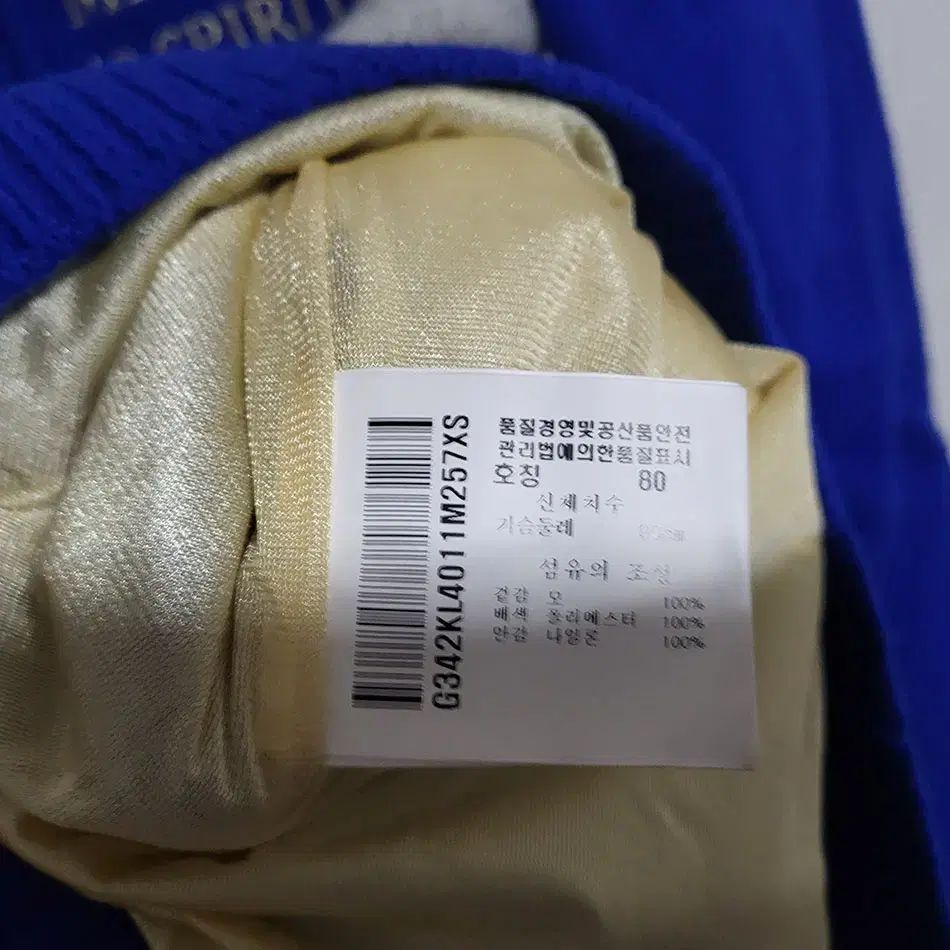 SPIRIT
G342KL4011M257XS
품질경영및공산품안전
관리법에의한품질표시
호칭 80
신체치수
가슴둘레
섬유의 조성
겉감 모 100%
배색 폴리에스터 100%
안감 나일론 100%